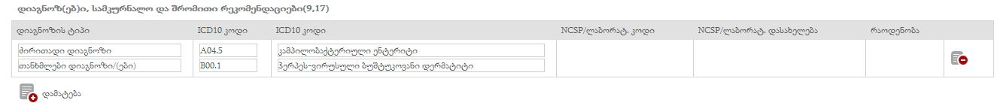 დიაგნოზ(ებ)ი, სამკურნალო და შრომითი რეკომენდაციები(9,17)
დიაგნოზის ტიპი ICD10 კოდი ICD10 კოდი NCSP/ლაბორატ. კოდი NCSP/ლაბორატ. დასახელება რაოდენობა
ძირითადი დიაგნოზი A04.5 კამპილობაქტერიული ენტერიტი
თანხმლები დიაგნოზი/(ები) B00.1 ჰერპეს-ვირუსული ბუშტუკოვანი დერმატიტი
დამატება